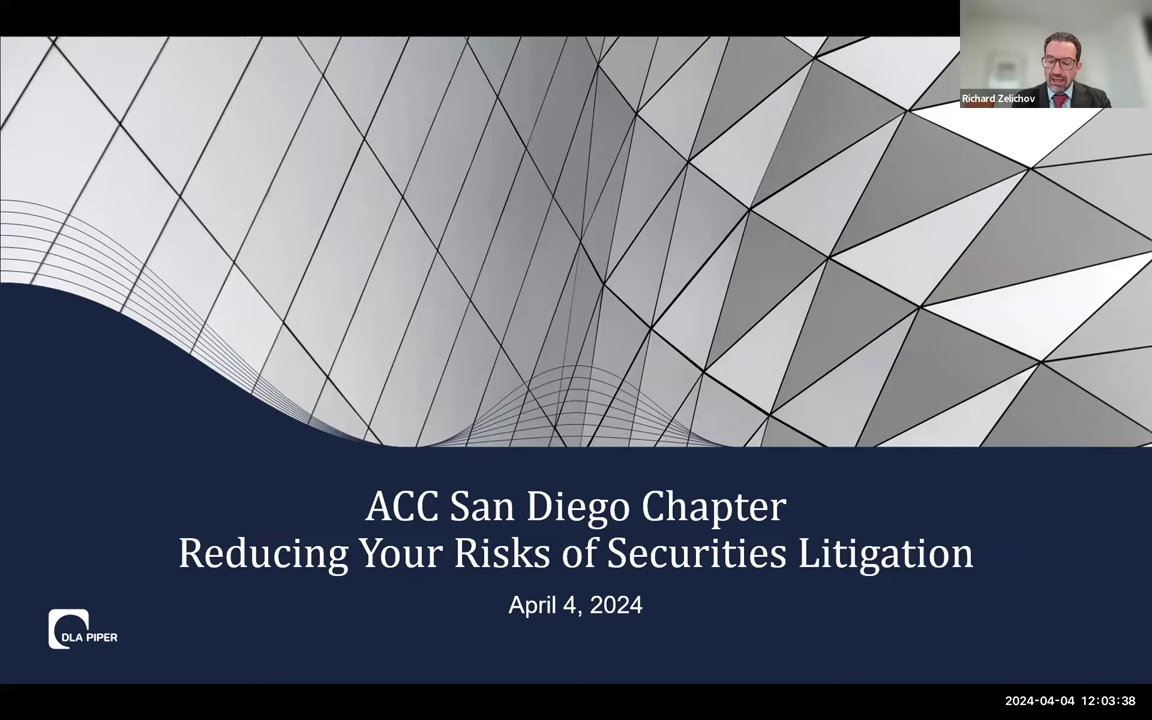 Richard Zelichov
ACC San Diego Chapter
Reducing Your Risks of Securities Litigation
April 4, 2024
DLA PIPER
2024-04-04 12:03:38